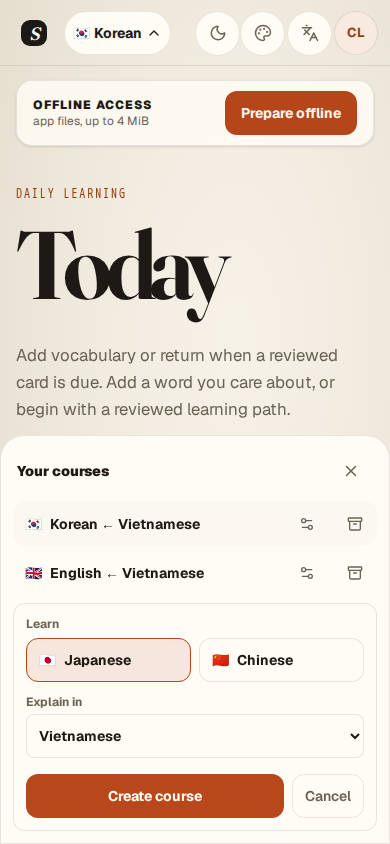 S
Korean
CL
OFFLINE ACCESS
app files, up to 4 MiB
Prepare offline
DAILY LEARNING
Today
Add vocabulary or return when a reviewed
card is due. Add a word you care about, or
begin with a reviewed learning path.
Your courses
Korean ← Vietnamese
English ← Vietnamese
Learn
Japanese
Chinese
Explain in
Vietnamese
Create course
Cancel